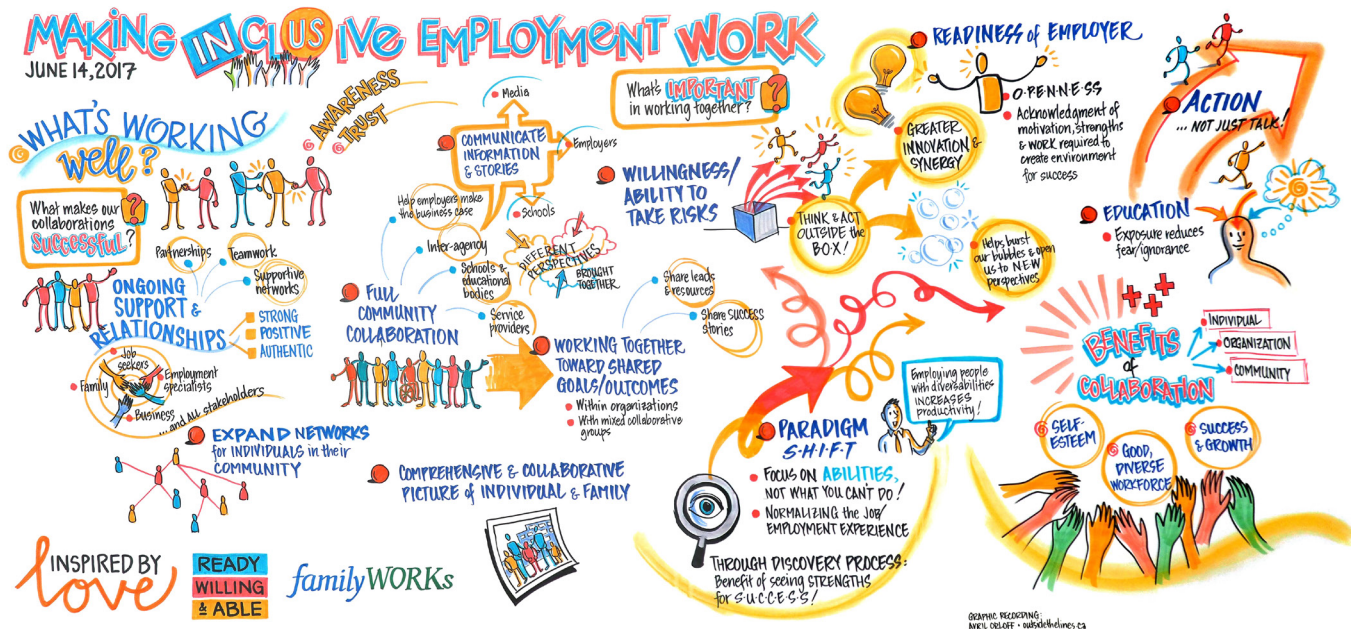 MAKING INCLUSIVE EMPLOYMENT WORK
JUNE 14, 2017
WHAT'S WORKING
well?
What makes our
collaborations
SUCCESSFUL?
?
Partnerships
Teamwork
Supportive
networks
ONGOING
SUPPORT &
RELATIONSHIPS
STRONG
POSITIVE
AUTHENTIC
Job
seekers
Family
Employment
specialists
Business
...and ALL stakeholders
EXPAND NETWORKS
for INDIVIDUALS in their
COMMUNITY
AWARENESS
TRUST
Media
COMMUNICATE
INFORMATION
& STORIES
Employers
Schools
Help employers make
the business case
Inter-agency
Schools &
educational
bodies
Service
providers
DIFFERENT
PERSPECTIVES
BROUGHT
TOGETHER
FULL
COMMUNITY
COLLABORATION
Share leads
& resources
Share SUCCESS
stories
WORKING TOGETHER
TOWARD SHARED
GOALS/OUTCOMES
Within organizations
With mixed collaborative
groups
COMPREHENSIVE & COLLABORATIVE
PICTURE of INDIVIDUAL & FAMILY
What's IMPORTANT
in working together?
?
WILLINGNESS/
ABILITY TO
TAKE RISKS
THINK & ACT
OUTSIDE the
B·O·X!
GREATER
INNOVATION &
SYNERGY
Helps burst
our bubbles & open
us to N·E·W
perspectives
READINESS of EMPLOYER
O·P·E·N·N·E·S·S
Acknowledgment of
motivation, strengths
& WORK required to
create environment
for success
ACTION
...NOT JUST TALK!
EDUCATION
Exposure reduces
fear/ignorance
PARADIGM
S·H·I·F·T
Focus on ABILITIES,
NOT WHAT YOU CAN'T DO!
NORMALIZING the JOB/
EMPLOYMENT EXPERIENCE
Employing people
with diversabilities
INCREASES
productivity!
THROUGH DISCOVERY PROCESS:
Benefit of seeing STRENGTHS
for S·U·C·C·E·S·S!
BENEFITS
of
COLLABORATION
INDIVIDUAL
ORGANIZATION
COMMUNITY
SELF-
ESTEEM
GOOD,
DIVERSE
WORKFORCE
SUCCESS
& GROWTH
INSPIRED BY
love
READY
WILLING
& ABLE
familyWORKs
GRAPHIC RECORDING:
AVRIL ORLOFF • outsidethelines.ca